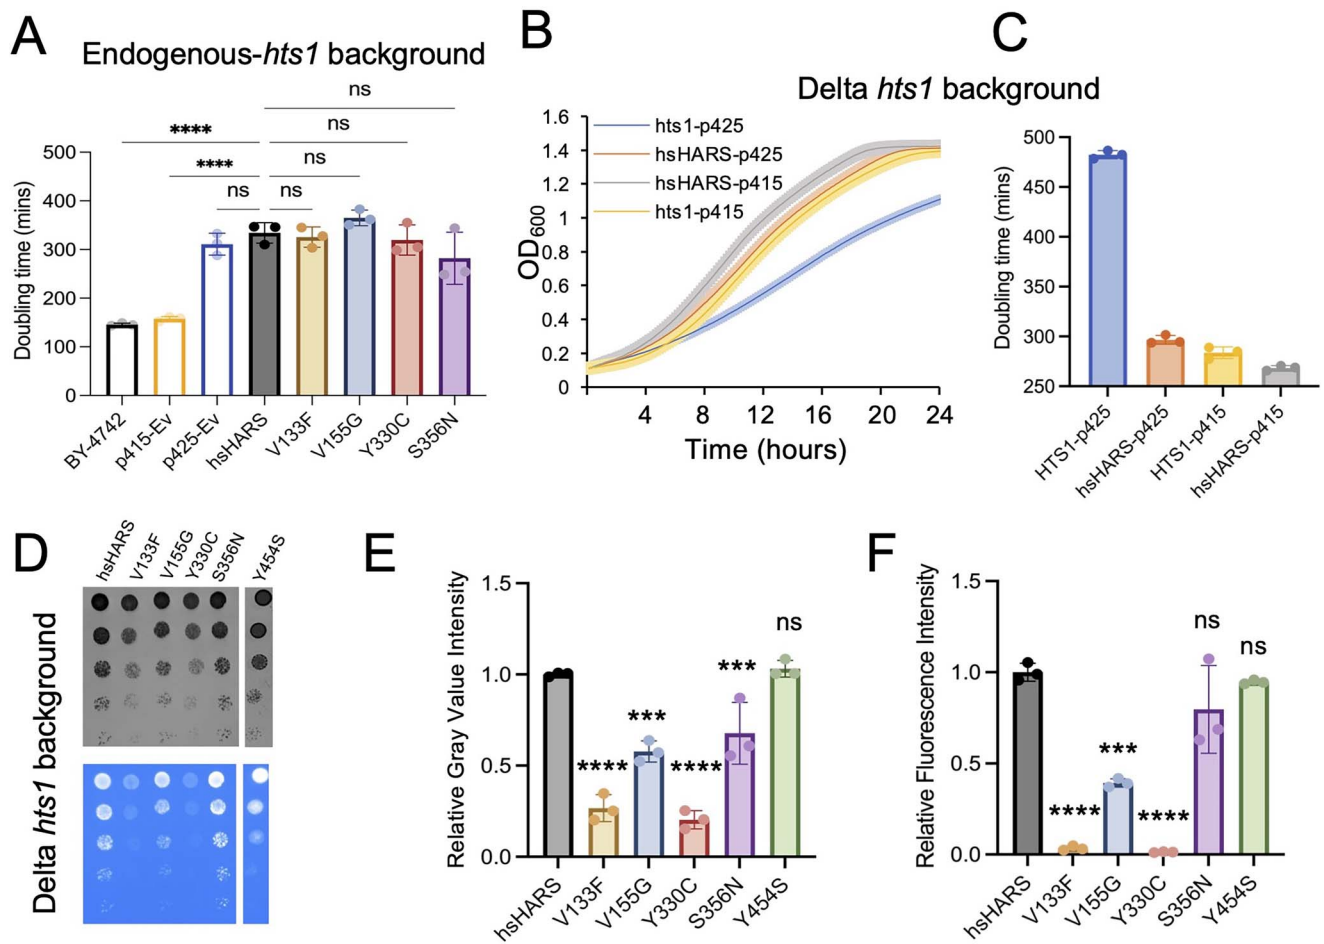 A
Endogenous-hts1 background
ns
ns
****
ns
****
ns
ns
Doubling time (mins)
500
400
300
200
100
0
BY-4742
p415-Ev
p425-Ev
hsHARS
V133F
V155G
Y330C
S356N
B
C
Delta hts1 background
OD600
1.6
1.4
1.2
1
0.8
0.6
0.4
0.2
0
hts1-p425
hsHARS-p425
hsHARS-p415
hts1-p415
4
8
12
16
20
24
Time (hours)
Doubling time (mins)
500
450
400
350
300
250
HTS1-p425
hsHARS-p425
HTS1-p415
hsHARS-p415
D
hsHARS
V133F
V155G
Y330C
S356N
Y454S
Delta hts1 background
E
Relative Gray Value Intensity
1.5
1.0
0.5
0.0
****
***
****
***
ns
hsHARS
V133F
V155G
Y330C
S356N
Y454S
F
Relative Fluorescence Intensity
1.5
1.0
0.5
0.0
****
***
****
ns
ns
hsHARS
V133F
V155G
Y330C
S356N
Y454S